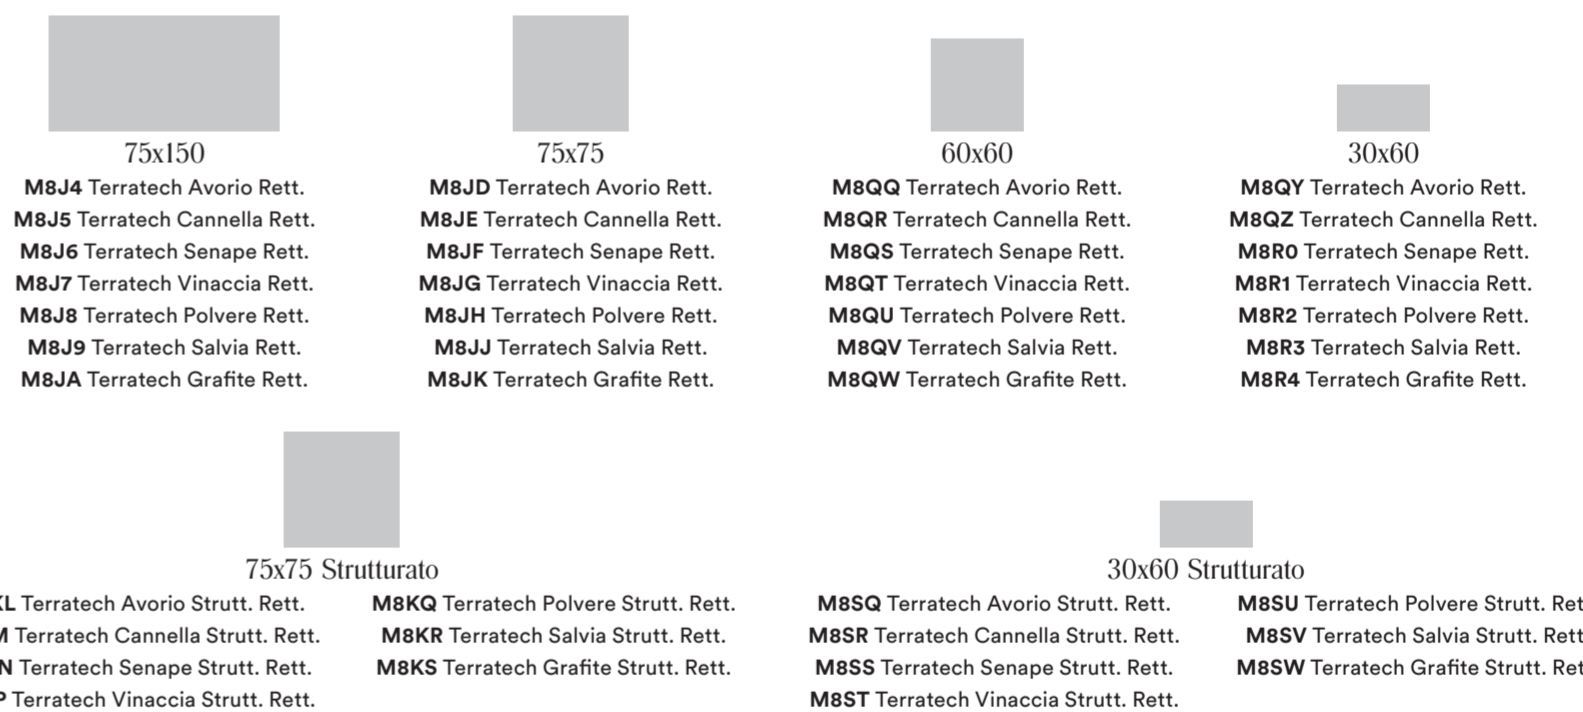 75x150
M8J4 Terratech Avorio Rett.
M8J5 Terratech Cannella Rett.
M8J6 Terratech Senape Rett.
M8J7 Terratech Vinaccia Rett.
M8J8 Terratech Polvere Rett.
M8J9 Terratech Salvia Rett.
M8JA Terratech Grafite Rett.
75x75
M8JD Terratech Avorio Rett.
M8JE Terratech Cannella Rett.
M8JF Terratech Senape Rett.
M8JG Terratech Vinaccia Rett.
M8JH Terratech Polvere Rett.
M8JJ Terratech Salvia Rett.
M8JK Terratech Grafite Rett.
60x60
M8QQ Terratech Avorio Rett.
M8QR Terratech Cannella Rett.
M8QS Terratech Senape Rett.
M8QT Terratech Vinaccia Rett.
M8QU Terratech Polvere Rett.
M8QV Terratech Salvia Rett.
M8QW Terratech Grafite Rett.
30x60
M8QY Terratech Avorio Rett.
M8QZ Terratech Cannella Rett.
M8R0 Terratech Senape Rett.
M8R1 Terratech Vinaccia Rett.
M8R2 Terratech Polvere Rett.
M8R3 Terratech Salvia Rett.
M8R4 Terratech Grafite Rett.
75x75 Strutturato
Terratech Avorio Strutt. Rett.
Terratech Cannella Strutt. Rett.
Terratech Senape Strutt. Rett.
Terratech Vinaccia Strutt. Rett.
M8KQ Terratech Polvere Strutt. Rett.
M8KR Terratech Salvia Strutt. Rett.
M8KS Terratech Grafite Strutt. Rett.
30x60 Strutturato
M8SQ Terratech Avorio Strutt. Rett.
M8SR Terratech Cannella Strutt. Rett.
M8SS Terratech Senape Strutt. Rett.
M8ST Terratech Vinaccia Strutt. Rett.
M8SU Terratech Polvere Strutt.
M8SV Terratech Salvia Strutt. Rett
M8SW Terratech Grafite Strutt.